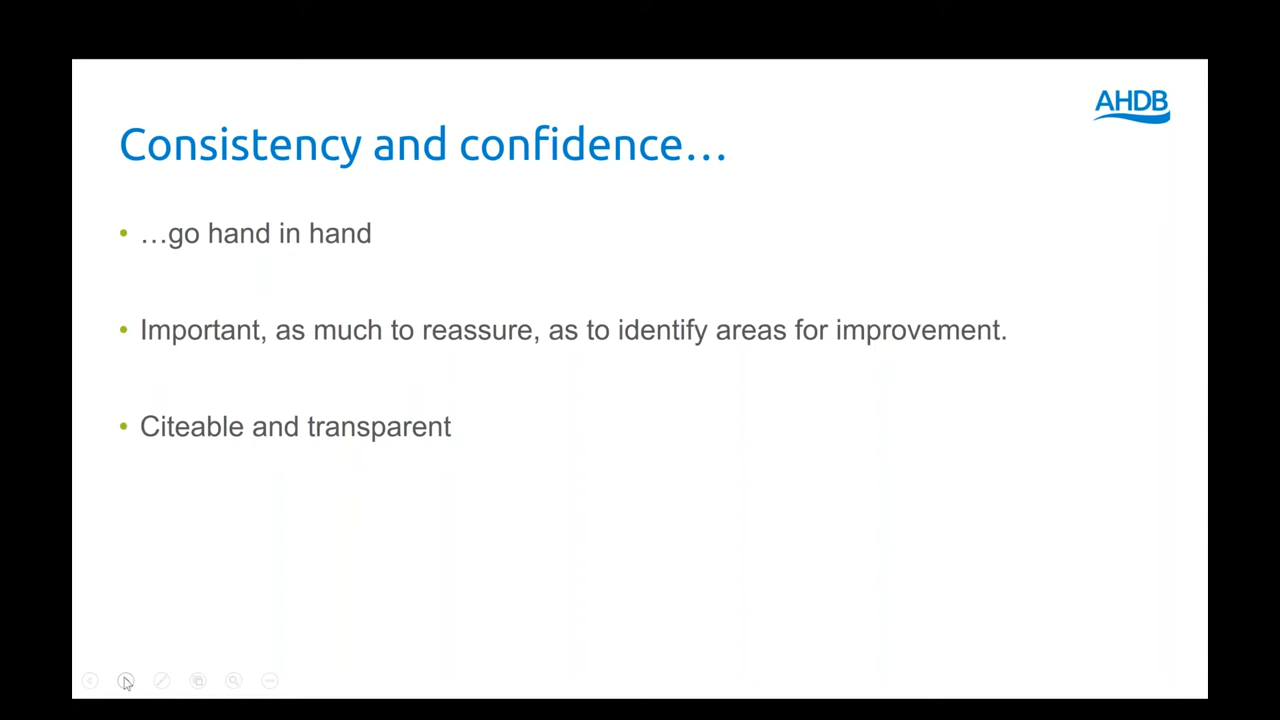 AHDB
Consistency and confidence…
• …go hand in hand
• Important, as much to reassure, as to identify areas for improvement.
• Citeable and transparent